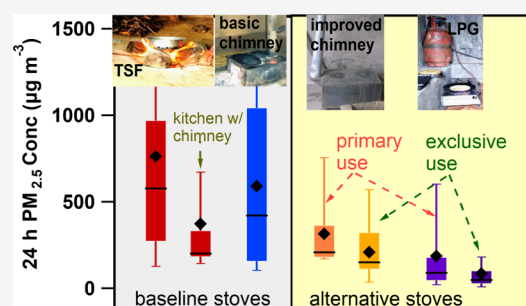 24 h PM2.5 Conc (µg m-3)
1500
1000
500
0
TSF
basic
chimney
kitchen w/
chimney
baseline stoves
improved
chimney
LPG
primary
use
exclusive
use
alternative stoves